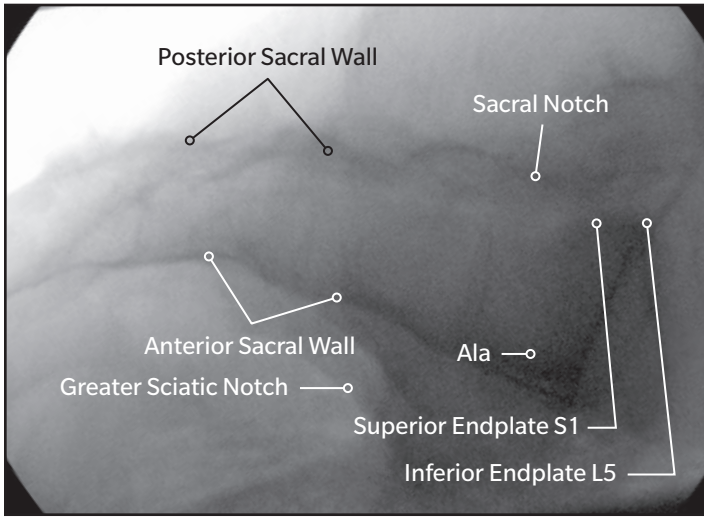 Posterior Sacral Wall
Sacral Notch
Anterior Sacral Wall
Ala
Greater Sciatic Notch
Superior Endplate S1
Inferior Endplate L5